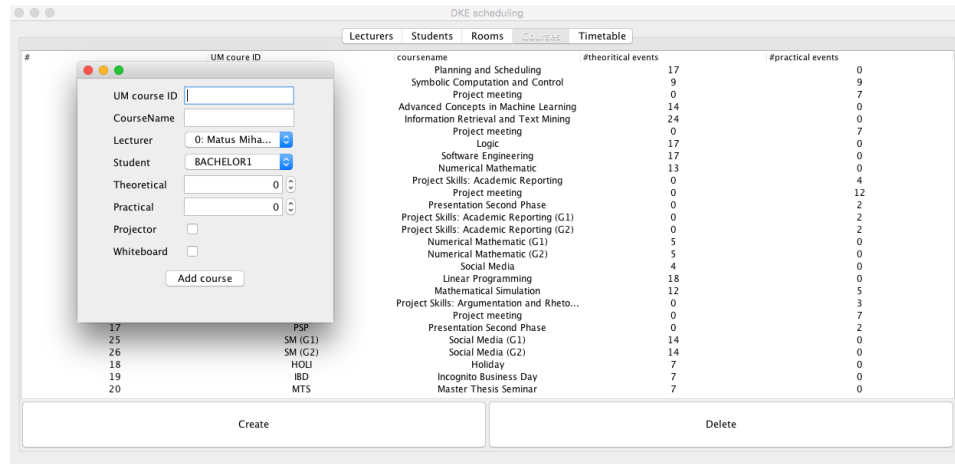 DKE scheduling
Lecturers Students Rooms Courses Timetable
# UM coure ID coursename #theoritical events #practical events
Planning and Scheduling 17 0
Symbolic Computation and Control 9 9
Project meeting 0 7
Advanced Concepts in Machine Learning 14 0
Information Retrieval and Text Mining 24 0
Project meeting 0 7
Logic 17 0
Software Engineering 17 0
Numerical Mathematic 13 0
Project Skills: Academic Reporting 0 4
Project meeting 0 12
Presentation Second Phase 0 2
Project Skills: Academic Reporting (G1) 0 2
Project Skills: Academic Reporting (G2) 0 2
Numerical Mathematic (G1) 5 0
Numerical Mathematic (G2) 5 0
Social Media 4 0
Linear Programming 18 0
Mathematical Simulation 12 5
Project Skills: Argumentation and Rheto... 0 3
Project meeting 0 7
17 PSP Presentation Second Phase 0 2
25 SM (G1) Social Media (G1) 14 0
26 SM (G2) Social Media (G2) 14 0
18 HOLI Holiday 7 0
19 IBD Incognito Business Day 7 0
20 MTS Master Thesis Seminar 7 0
UM course ID
CourseName
Lecturer 0: Matus Miha...
Student BACHELOR1
Theoretical 0
Practical 0
Projector
Whiteboard
Add course
Create Delete